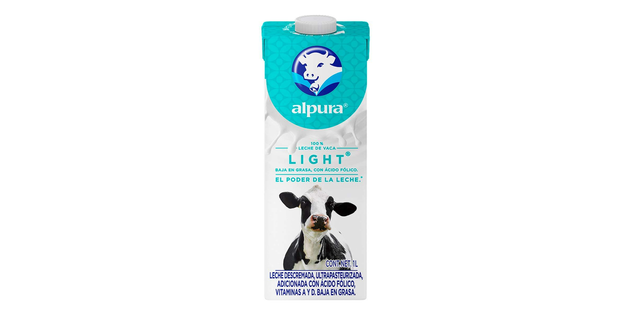 alpura®
100%
LECHE DE VACA
LIGHT®
BAJA EN GRASA, CON ÁCIDO FÓLICO.
EL PODER DE LA LECHE.
CONT. NET. 1L
LECHE DESCREMADA, ULTRAPASTEURIZADA,
ADICIONADA CON ÁCIDO FÓLICO,
VITAMINAS A Y D. BAJA EN GRASA.